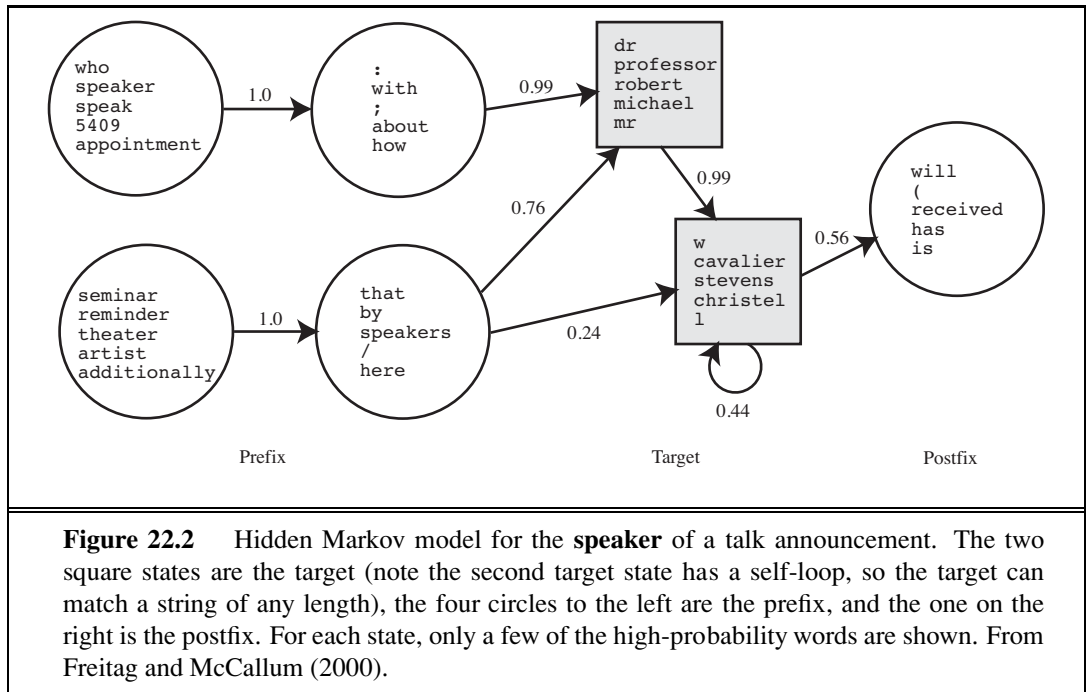 who
speaker
speak
5409
appointment
1.0
:
with
;
about
how
0.99
dr
professor
robert
michael
mr
0.99
0.76
seminar
reminder
theater
artist
additionally
1.0
that
by
speakers
/
here
0.24
w
cavalier
stevens
christel
l
0.44
0.56
will
(
received
has
is
Prefix
Target
Postfix
Figure 22.2 Hidden Markov model for the speaker of a talk announcement. The two
square states are the target (note the second target state has a self-loop, so the target can
match a string of any length), the four circles to the left are the prefix, and the one on the
right is the postfix. For each state, only a few of the high-probability words are shown. From
Freitag and McCallum (2000).